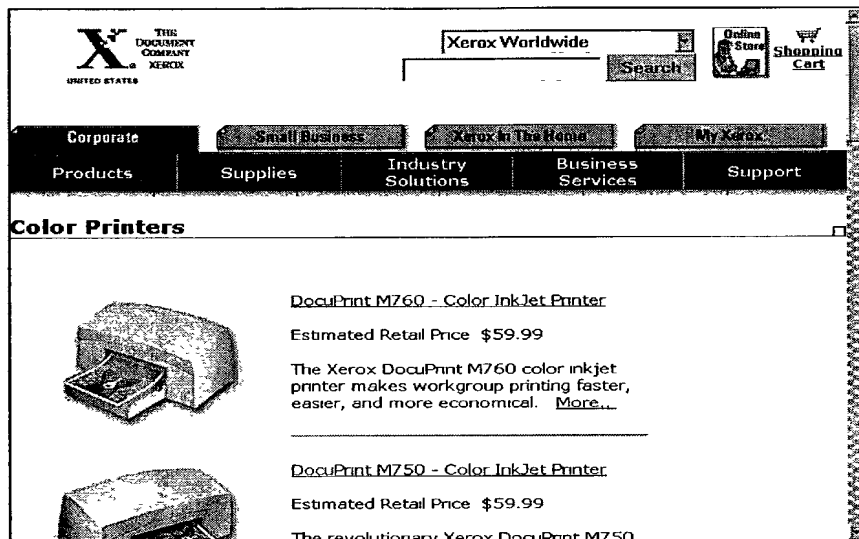 THE
DOCUMENT
COMPANY
XEROX
UNITED STATES
Xerox Worldwide
Search
Online
Store
Shopping
Cart
Corporate
Small Business
Xerox In The Home
My Xerox
Products
Supplies
Industry
Solutions
Business
Services
Support
Color Printers
DocuPrint M760 - Color InkJet Printer
Estimated Retail Price $59.99
The Xerox DocuPrint M760 color inkjet
printer makes workgroup printing faster,
easier, and more economical. More...
DocuPrint M750 - Color InkJet Printer
Estimated Retail Price $59.99
The revolutionary Xerox DocuPrint M750